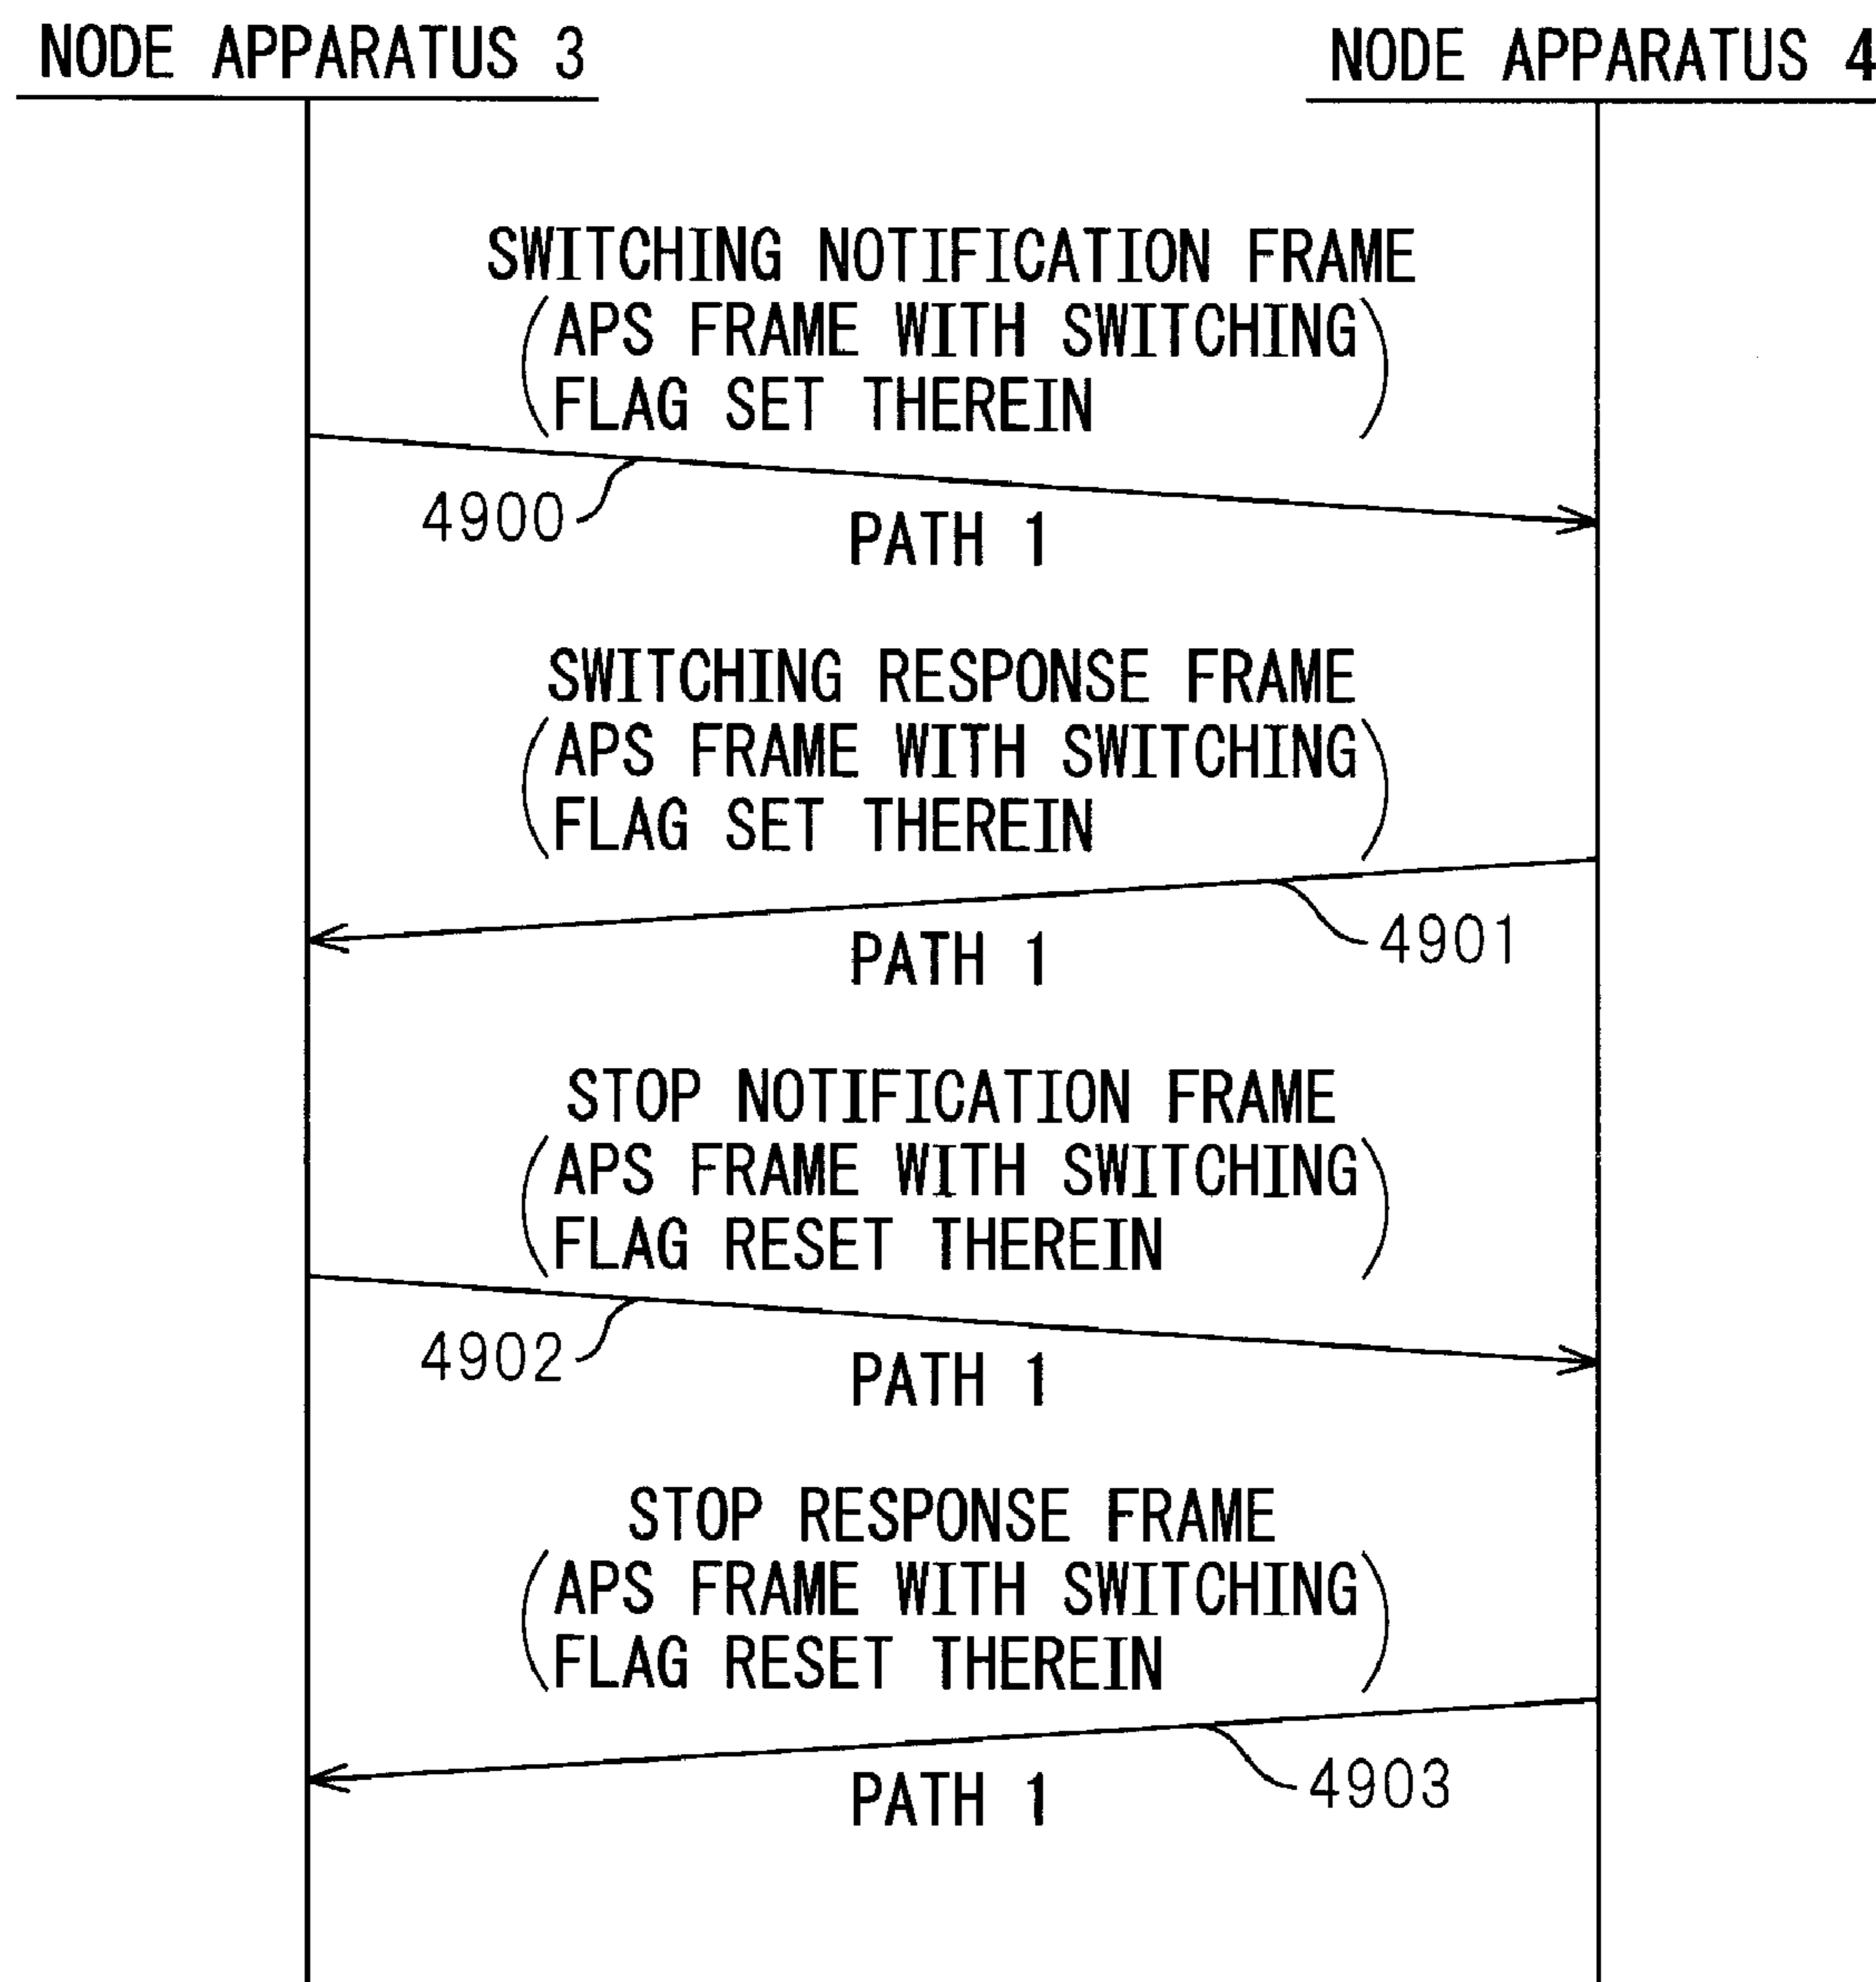 NODE APPARATUS 3
NODE APPARATUS 4
SWITCHING NOTIFICATION FRAME
(APS FRAME WITH SWITCHING
FLAG SET THEREIN)
4900
PATH 1
SWITCHING RESPONSE FRAME
(APS FRAME WITH SWITCHING
FLAG SET THEREIN)
4901
PATH 1
STOP NOTIFICATION FRAME
(APS FRAME WITH SWITCHING
FLAG RESET THEREIN)
4902
PATH 1
STOP RESPONSE FRAME
(APS FRAME WITH SWITCHING
FLAG RESET THEREIN)
4903
PATH 1